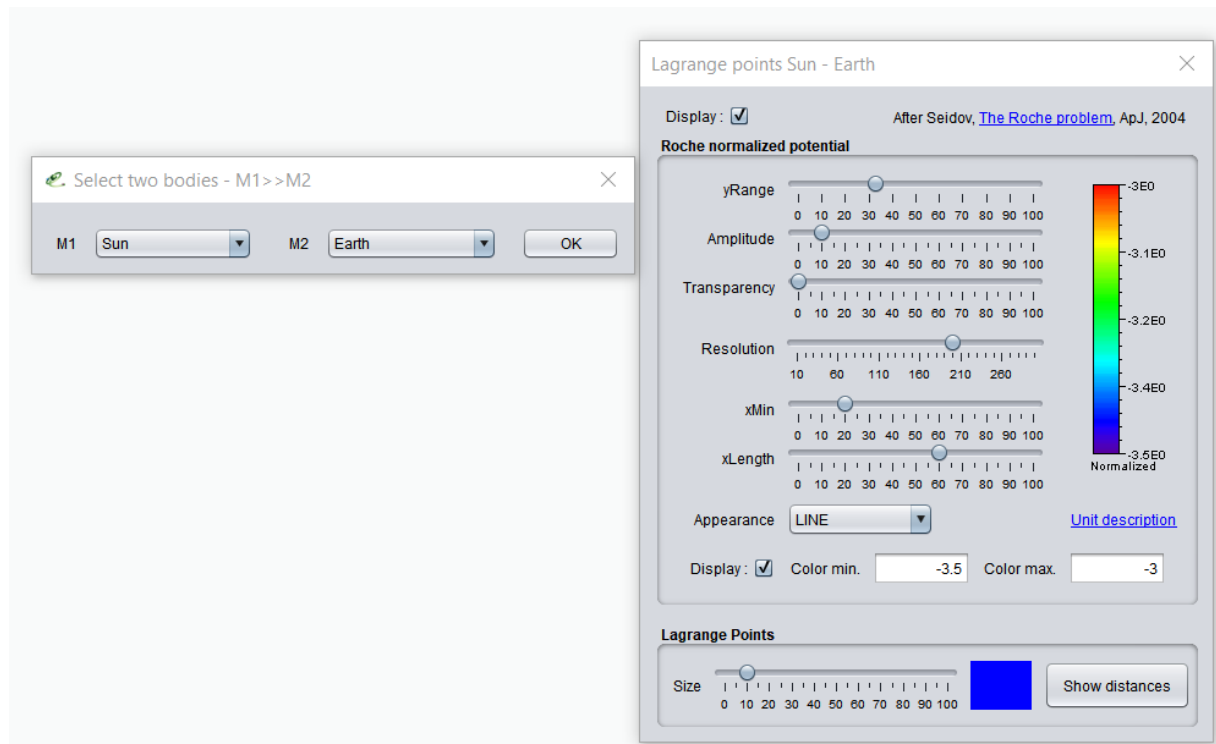 Select two bodies - M1>>M2
M1 Sun M2 Earth OK
Lagrange points Sun - Earth
Display : After Seidov, The Roche problem, ApJ, 2004
Roche normalized potential
yRange
0 10 20 30 40 50 60 70 80 90 100
Amplitude
0 10 20 30 40 50 60 70 80 90 100
Transparency
0 10 20 30 40 50 60 70 80 90 100
Resolution
10 60 110 160 210 260
xMin
0 10 20 30 40 50 60 70 80 90 100
xLength
0 10 20 30 40 50 60 70 80 90 100
-3E0
-3.1E0
-3.2E0
-3.4E0
-3.5E0
Normalized
Appearance LINE Unit description
Display : Color min. -3.5 Color max. -3
Lagrange Points
Size Show distances
0 10 20 30 40 50 60 70 80 90 100